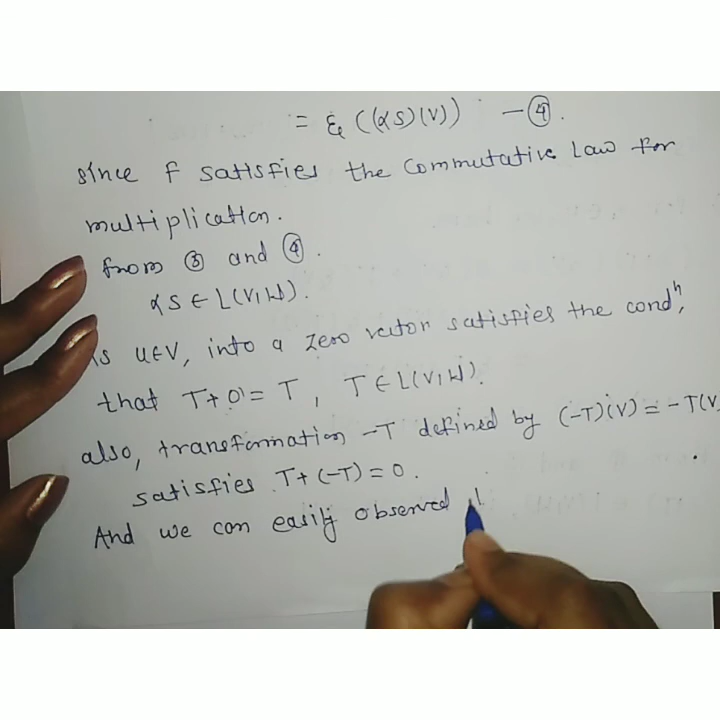 = ξ ((αS)(V)) - ④.
since F satisfies the commutative Law for
multiplication.
from ③ and ④.
αS ∈ L(V,W).
is u∈V, into a zero vector satisfies the condⁿ,
that T+0' = T, T ∈ L(V,W).
also, transformation -T defined by (-T)(V) = -T(V
satisfies T+(-T)=0.
And we can easily observed